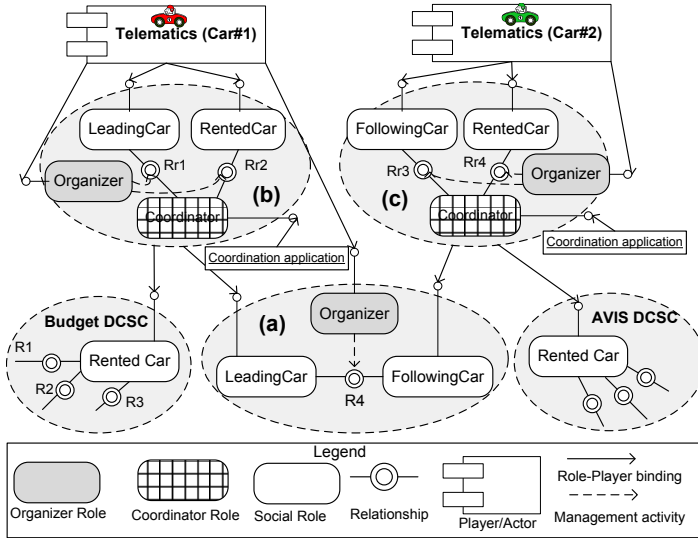 Telematics (Car#1)
Telematics (Car#2)
LeadingCar
RentedCar
FollowingCar
RentedCar
Rr1
Rr2
Rr3
Rr4
Organizer
Organizer
(b)
(c)
Coordinator
Coordinator
Coordination application
Coordination application
(a)
Budget DCSC
AVIS DCSC
Organizer
R1
Rented Car
Rented Car
R2
R3
LeadingCar
R4
FollowingCar
Legend
Organizer Role
Coordinator Role
Social Role
Relationship
Player/Actor
Role-Player binding
Management activity